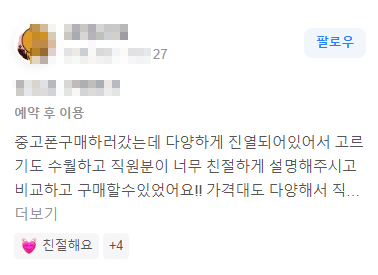 27
팔로우
예약 후 이용
중고폰구매하러갔는데 다양하게 진열되어있어서 고르
기도 수월하고 직원분이 너무 친절하게 설명해주시고
비교하고 구매할수있었어요!! 가격대도 다양해서 직...
더보기
친절해요 +4